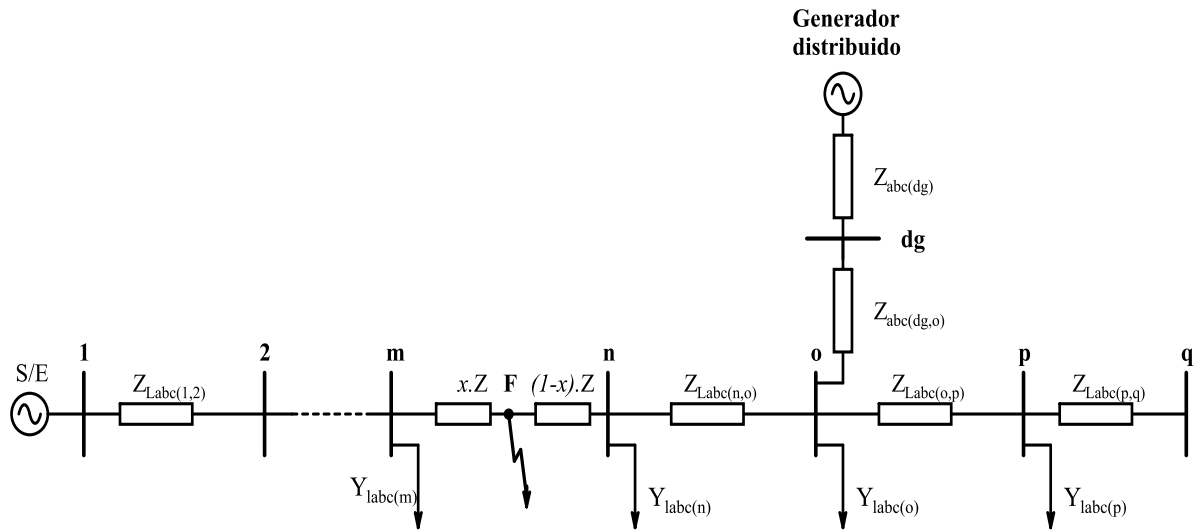 Generador
distribuido
Zabc(dg)
dg
Zabc(dg,o)
1
2
m
n
o
p
q
S/E
ZLabc(1,2)
x.Z
F
(1-x).Z
ZLabc(n,o)
ZLabc(o,p)
ZLabc(p,q)
Ylabc(m)
Ylabc(n)
Ylabc(o)
Ylabc(p)